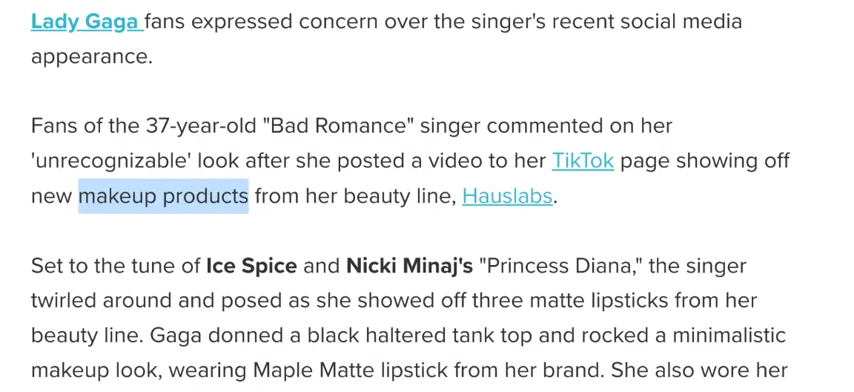 Lady Gaga fans expressed concern over the singer's recent social media
appearance.
Fans of the 37-year-old "Bad Romance" singer commented on her
'unrecognizable' look after she posted a video to her TikTok page showing off
new makeup products from her beauty line, Hauslabs.
Set to the tune of Ice Spice and Nicki Minaj's "Princess Diana," the singer
twirled around and posed as she showed off three matte lipsticks from her
beauty line. Gaga donned a black haltered tank top and rocked a minimalistic
makeup look, wearing Maple Matte lipstick from her brand. She also wore her